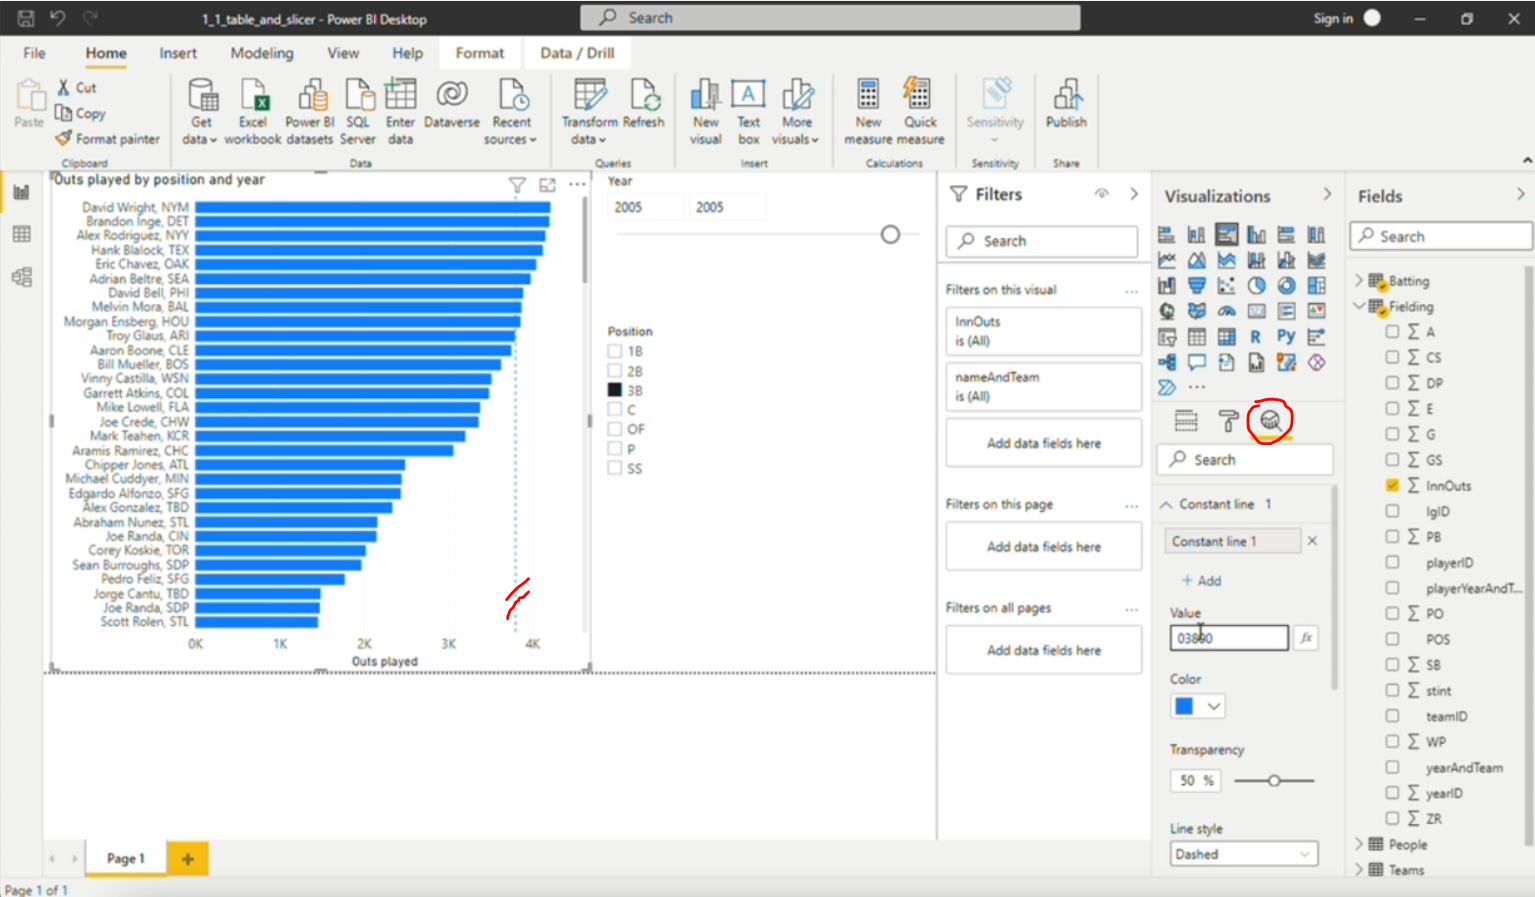 1_1_table_and_slicer - Power BI Desktop
Search
Sign in
File Home Insert Modeling View Help Format Data / Drill
Paste
Cut
Copy
Format painter
Clipboard
Get data
Excel workbook
Power BI datasets
SQL Server
Enter data
Dataverse
Recent sources
Data
Transform data
Refresh
Queries
New visual
Text box
More visuals
Insert
New measure
Quick measure
Calculations
Sensitivity
Sensitivity
Publish
Share
Outs played by position and year
David Wright, NYM
Brandon Inge, DET
Alex Rodriguez, NYY
Hank Blalock, TEX
Eric Chavez, OAK
Adrian Beltre, SEA
David Bell, PHI
Melvin Mora, BAL
Morgan Ensberg, HOU
Troy Glaus, ARI
Aaron Boone, CLE
Bill Mueller, BOS
Vinny Castilla, WSN
Garrett Atkins, COL
Mike Lowell, FLA
Joe Crede, CHW
Mark Teahen, KCR
Aramis Ramirez, CHC
Chipper Jones, ATL
Michael Cuddyer, MIN
Edgardo Alfonzo, SFG
Alex Gonzalez, TBD
Abraham Nunez, STL
Joe Randa, CIN
Corey Koskie, TOR
Sean Burroughs, SDP
Pedro Feliz, SFG
Jorge Cantu, TBD
Joe Randa, SDP
Scott Rolen, STL
0K 1K 2K 3K 4K
Outs played
Year
2005 2005
Position
1B
2B
3B
C
OF
P
SS
Filters
Search
Filters on this visual
InnOuts
is (All)
nameAndTeam
is (All)
Add data fields here
Filters on this page
Add data fields here
Filters on all pages
Add data fields here
Visualizations
R Py
Search
Constant line 1
Constant line 1
+ Add
Value
fx
Color
Transparency
50 %
Line style
Dashed
Fields
Search
Batting
Fielding
A
CS
DP
E
G
GS
InnOuts
lgID
PB
playerID
playerYearAndT...
PO
POS
SB
stint
teamID
WP
yearAndTeam
yearID
ZR
People
Teams
Page 1
Page 1 of 1